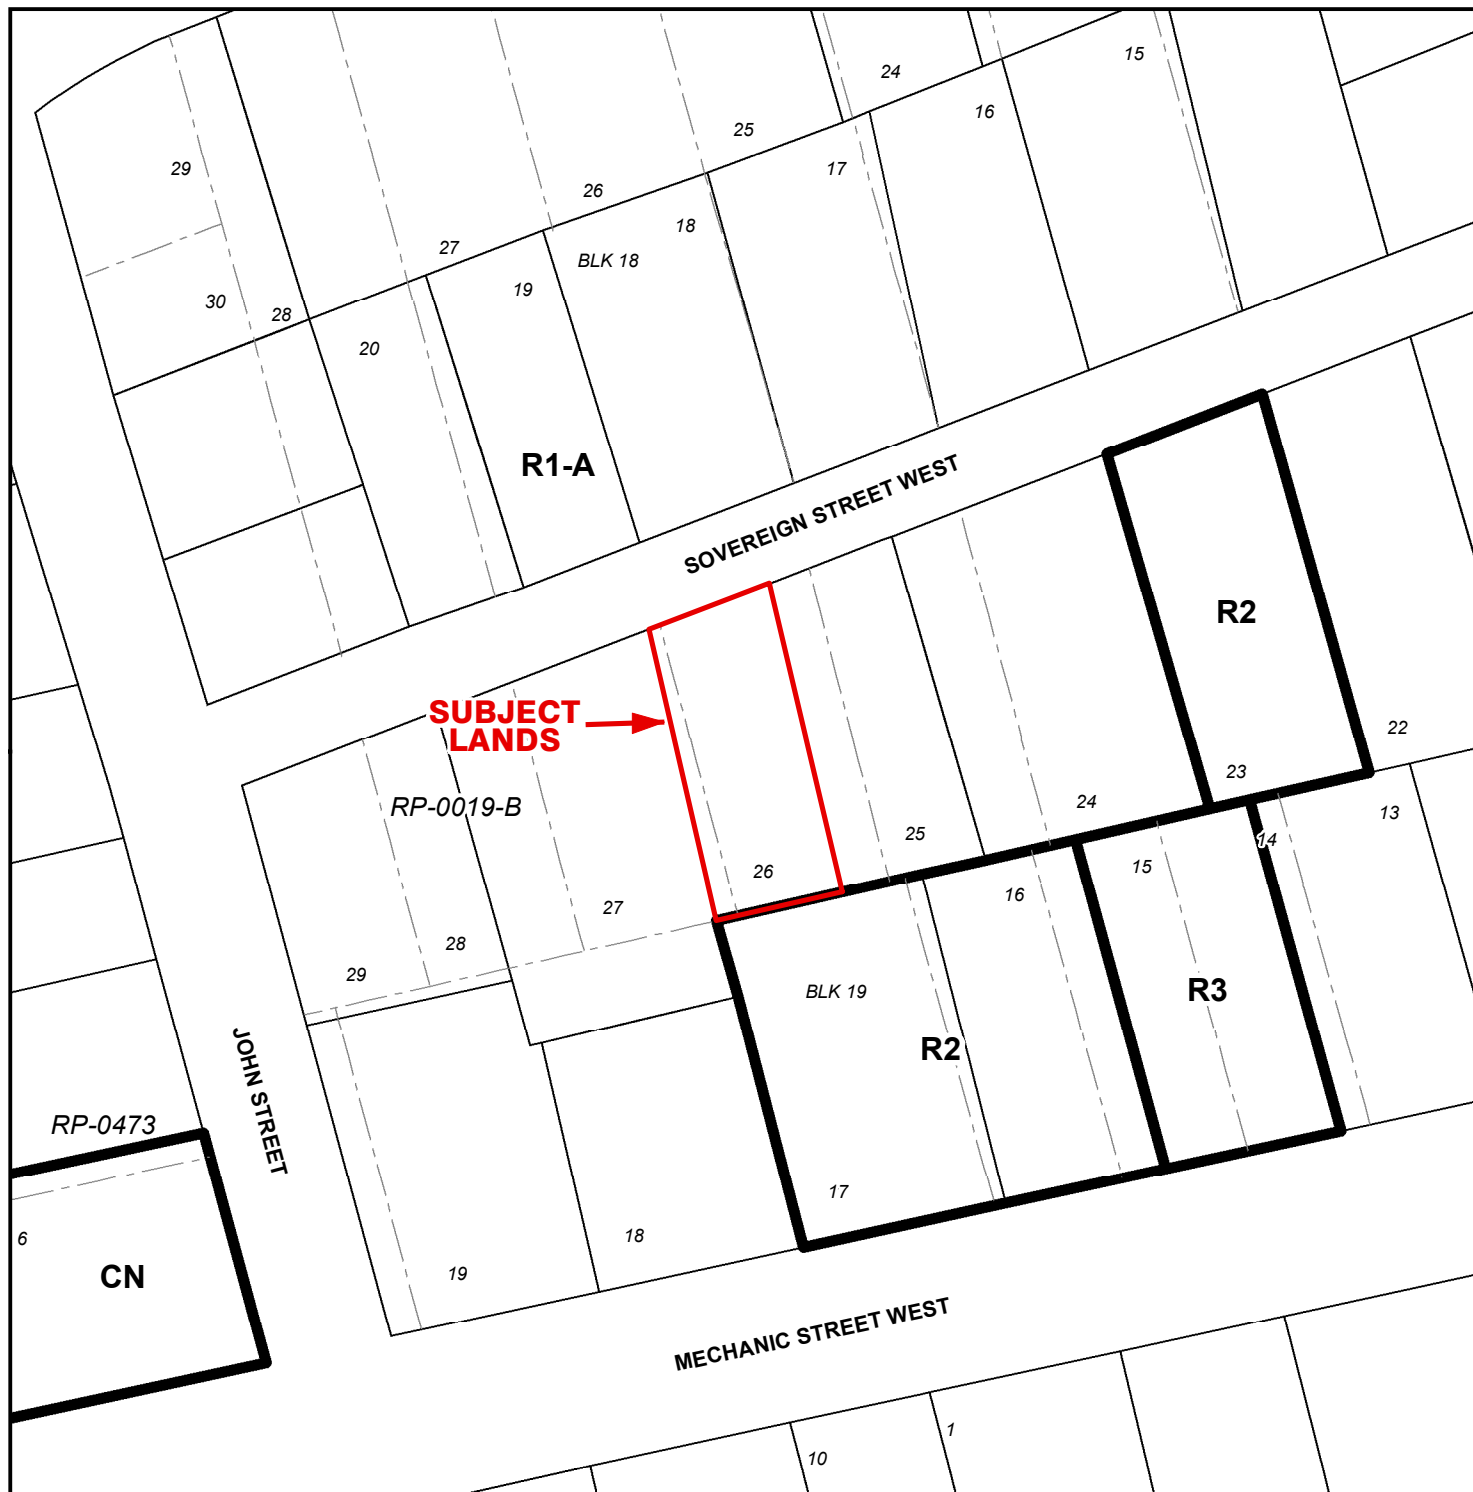 15
24
16
25
17
29
26
18
27
BLK 18
19
30
28
20
R1-A
SOVEREIGN STREET WEST
R2
SUBJECT
LANDS
22
23
RP-0019-B
24
13
25
14
15
26
16
27
28
29
BLK 19
R3
R2
JOHN STREET
RP-0473
17
18
6
19
CN
MECHANIC STREET WEST
1
10